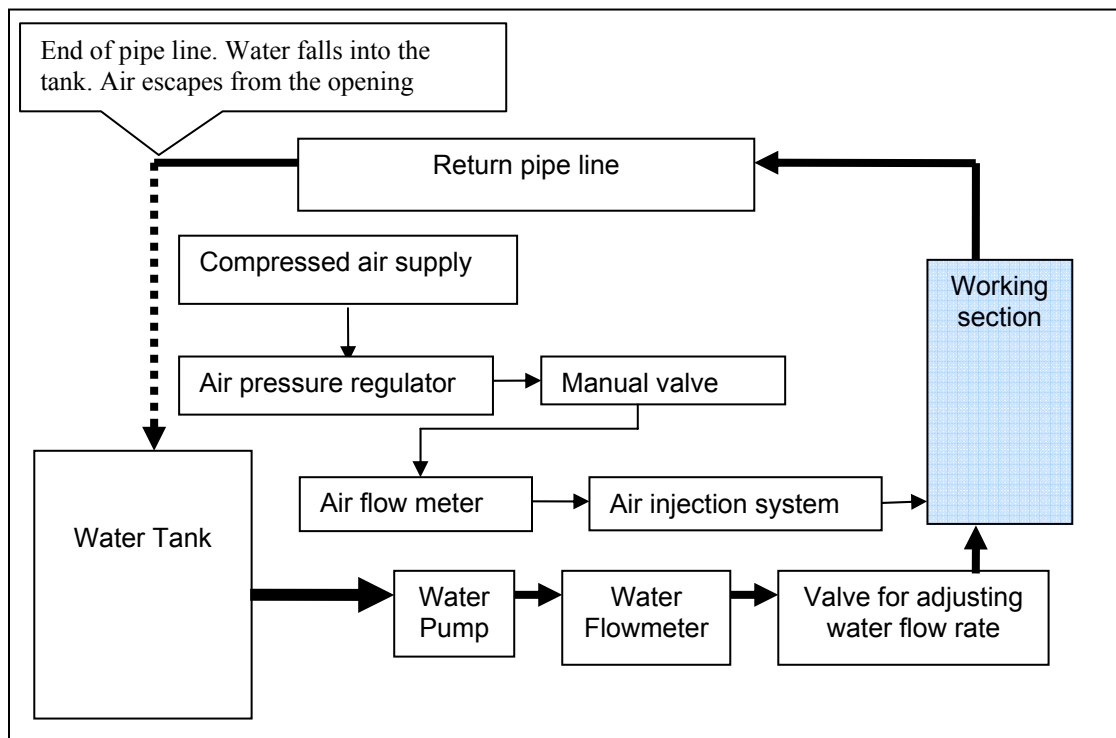 End of pipe line. Water falls into the
tank. Air escapes from the opening
Return pipe line
Compressed air supply
Working
section
Air pressure regulator
Manual valve
Air flow meter
Air injection system
Water Tank
Water
Pump
Water
Flowmeter
Valve for adjusting
water flow rate